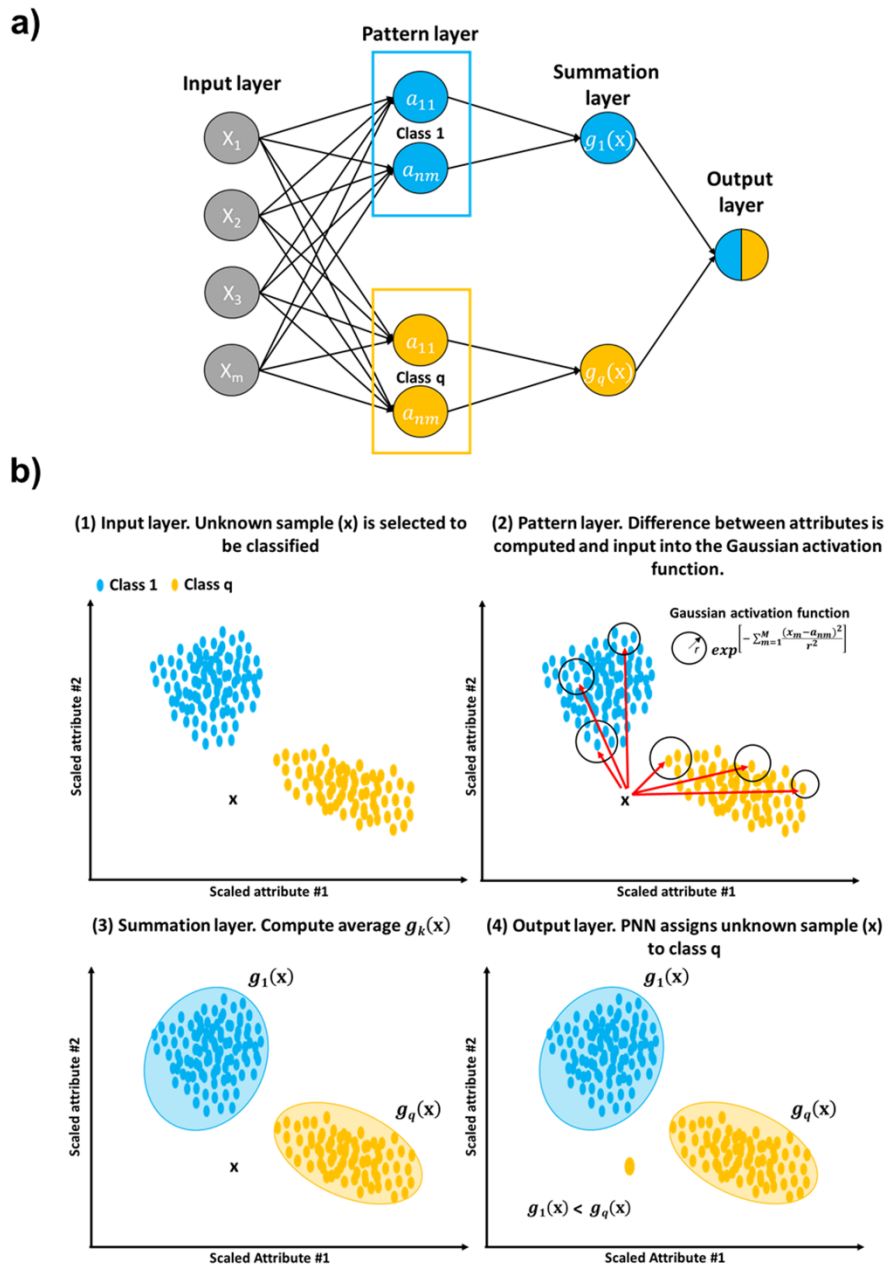 a)
Pattern layer
Input layer
Summation
layer
Output
layer
X₁
X₂
X₃
Xₘ
a₁₁
Class 1
aₙₘ
a₁₁
Class q
aₙₘ
g₁(x)
g_q(x)
b)
(1) Input layer. Unknown sample (x) is selected to
be classified
Class 1 Class q
Scaled attribute #2
x
Scaled attribute #1
(2) Pattern layer. Difference between attributes is
computed and input into the Gaussian activation
function.
Gaussian activation function
r exp[-∑_{m=1}^{M} (xₘ−aₙₘ)²/r²]
Scaled attribute #2
x
Scaled attribute #1
(3) Summation layer. Compute average gₖ(x)
g₁(x)
g_q(x)
Scaled attribute #2
x
Scaled Attribute #1
(4) Output layer. PNN assigns unknown sample (x)
to class q
g₁(x)
g_q(x)
Scaled attribute #2
g₁(x) < g_q(x)
Scaled Attribute #1